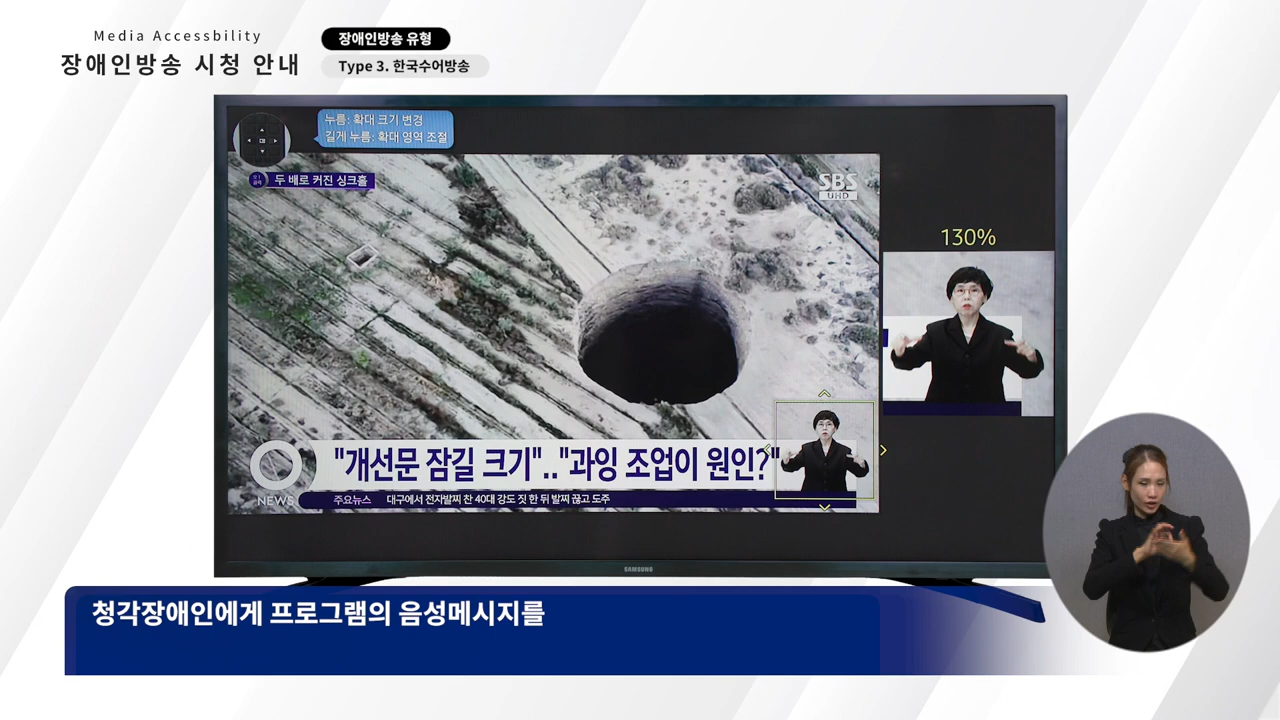 Media Accessbility
장애인방송 시청 안내
장애인방송 유형
Type 3. 한국수어방송
누름: 확대 크기 변경
길게 누름: 확대 영역 조절
두 배로 커진 싱크홀
SBS
UHD
130%
"개선문 잠길 크기"‥"과잉 조업이 원인?"
NEWS
주요뉴스 대구에서 전자발찌 찬 40대 강도 짓 한 뒤 발찌 끊고 도주
SAMSUNG
청각장애인에게 프로그램의 음성메시지를